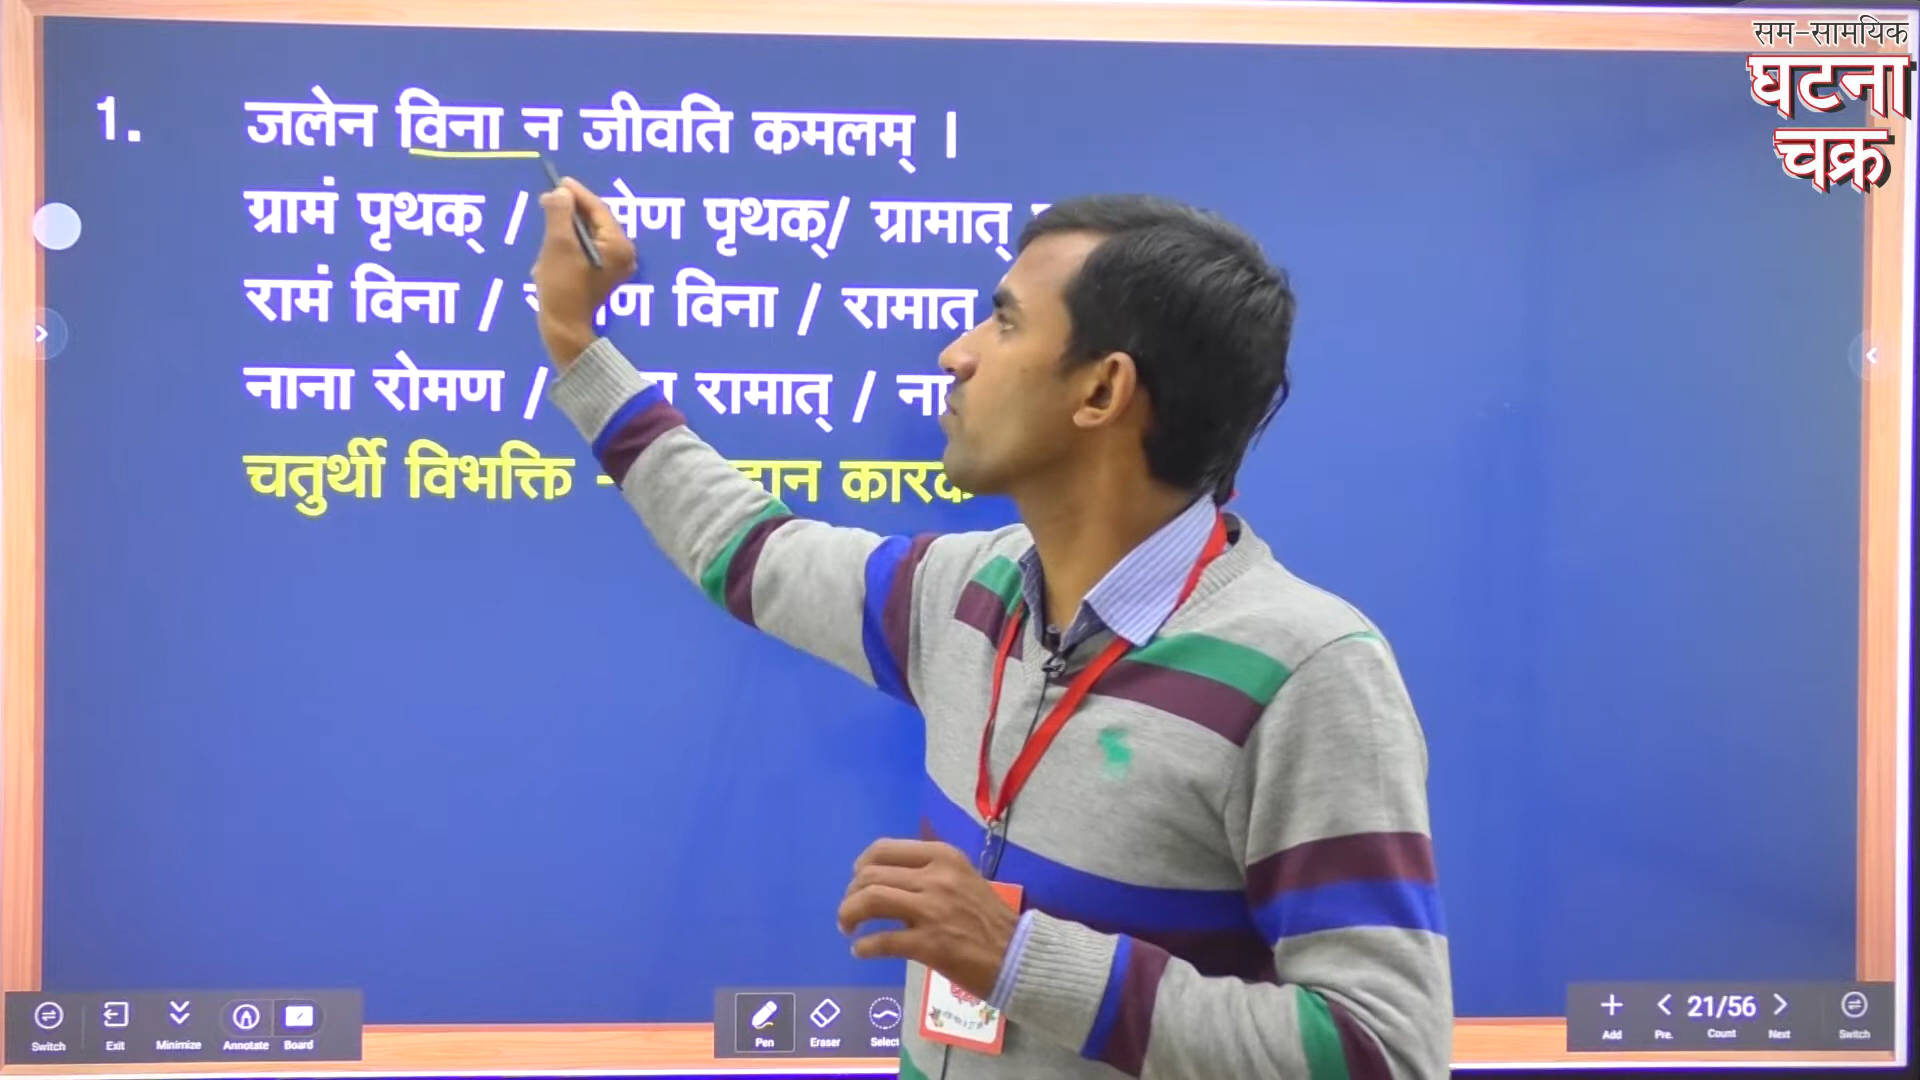 सम-सामयिक
घटना
चक्र
1. जलेन विना न जीवति कमलम् ।
ग्रामं पृथक् / पृथक्/ ग्रामात्
रामं विना / विना / रामात्
नाना रोमण / रामात् /
चतुर्थी विभक्ति - कारक
Switch Exit Minimize Annotate Board Pen Eraser Select Add Pre. 21/56 Count Next Switch